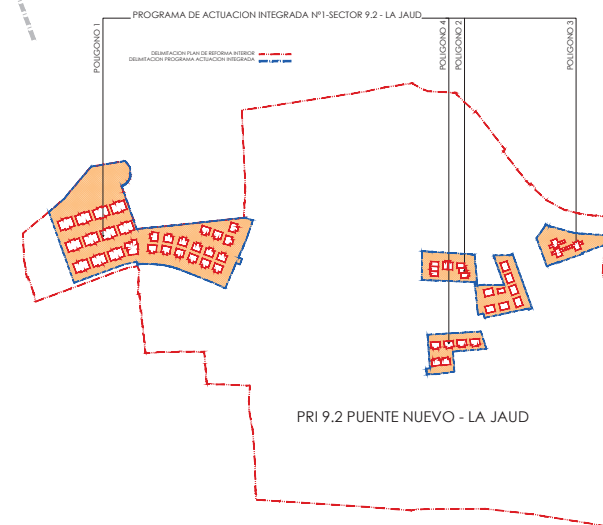 PROGRAMA DE ACTUACION INTEGRADA Nº1-SECTOR 9.2 - LA JAUD
POLIGONO 1
POLIGONO 4
POLIGONO 2
POLIGONO 3
DELIMITACION PLAN DE REFORMA INTERIOR
DELIMITACION PROGRAMA ACTUACION INTEGRADA
PRI 9.2 PUENTE NUEVO - LA JAUD